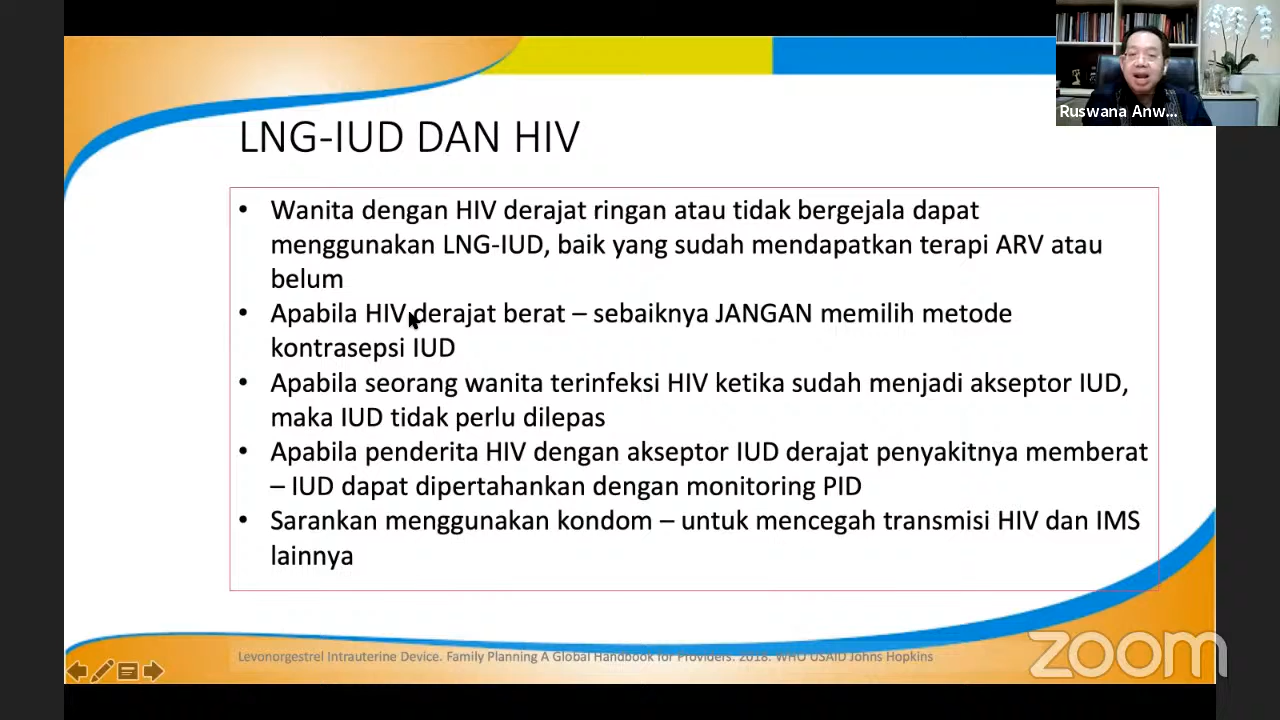 Ruswana Anw...
LNG-IUD DAN HIV
• Wanita dengan HIV derajat ringan atau tidak bergejala dapat
menggunakan LNG-IUD, baik yang sudah mendapatkan terapi ARV atau
belum
• Apabila HIV derajat berat – sebaiknya JANGAN memilih metode
kontrasepsi IUD
• Apabila seorang wanita terinfeksi HIV ketika sudah menjadi akseptor IUD,
maka IUD tidak perlu dilepas
• Apabila penderita HIV dengan akseptor IUD derajat penyakitnya memberat
– IUD dapat dipertahankan dengan monitoring PID
• Sarankan menggunakan kondom – untuk mencegah transmisi HIV dan IMS
lainnya
Levonorgestrel Intrauterine Device. Family Planning A Global Handbook for Providers. 2018. WHO USAID Johns Hopkins
zoom